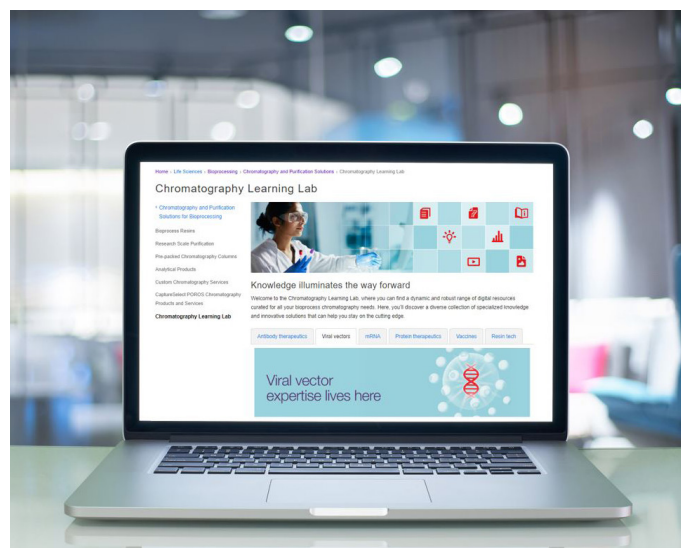 Home › Life Sciences › Bioprocessing › Chromatography and Purification Solutions › Chromatography Learning Lab
Chromatography Learning Lab
‹ Chromatography and Purification
Solutions for Bioprocessing
Bioprocess Resins
Research Scale Purification
Pre-packed Chromatography Columns
Analytical Products
Custom Chromatography Services
CaptureSelect POROS Chromatography
Products and Services
Chromatography Learning Lab
Knowledge illuminates the way forward
Welcome to the Chromatography Learning Lab, where you can find a dynamic and robust range of digital resources
curated for all your bioprocess chromatography needs. Here, you'll discover a diverse collection of specialized knowledge
and innovative solutions that can help you stay on the cutting edge.
Antibody therapeutics Viral vectors mRNA Protein therapeutics Vaccines Resin tech
Viral vector
expertise lives here